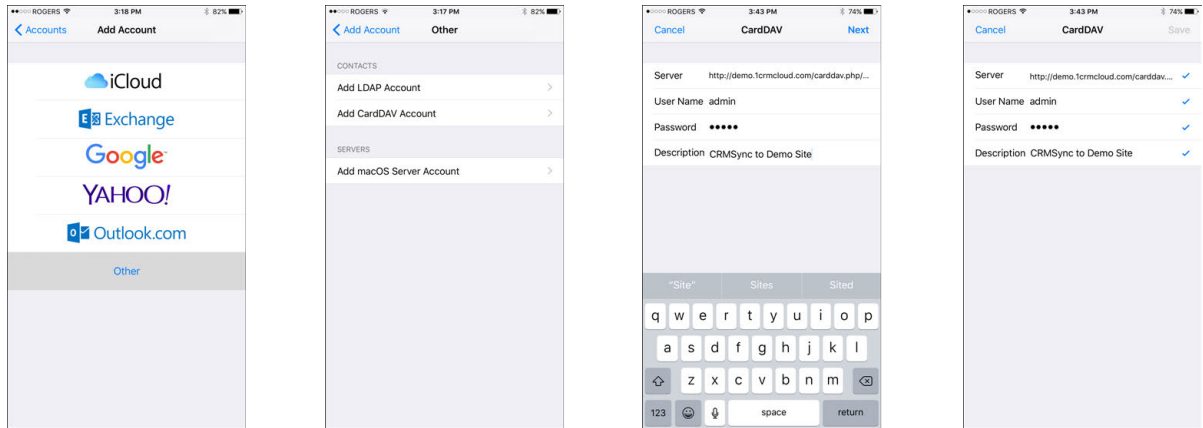 ROGERS 3:18 PM 82%
Accounts Add Account
iCloud
Exchange
Google
YAHOO!
Outlook.com
Other
ROGERS 3:17 PM 82%
Add Account Other
CONTACTS
Add LDAP Account
Add CardDAV Account
SERVERS
Add macOS Server Account
ROGERS 3:43 PM 74%
Cancel CardDAV Next
Server http://demo.1crmcloud.com/carddav.php/...
User Name admin
Password •••••
Description CRMSync to Demo Site
"Site" Sites Sited
q w e r t y u i o p
a s d f g h j k l
z x c v b n m
123 space return
ROGERS 3:43 PM 74%
Cancel CardDAV Save
Server http://demo.1crmcloud.com/carddav....
User Name admin
Password •••••
Description CRMSync to Demo Site